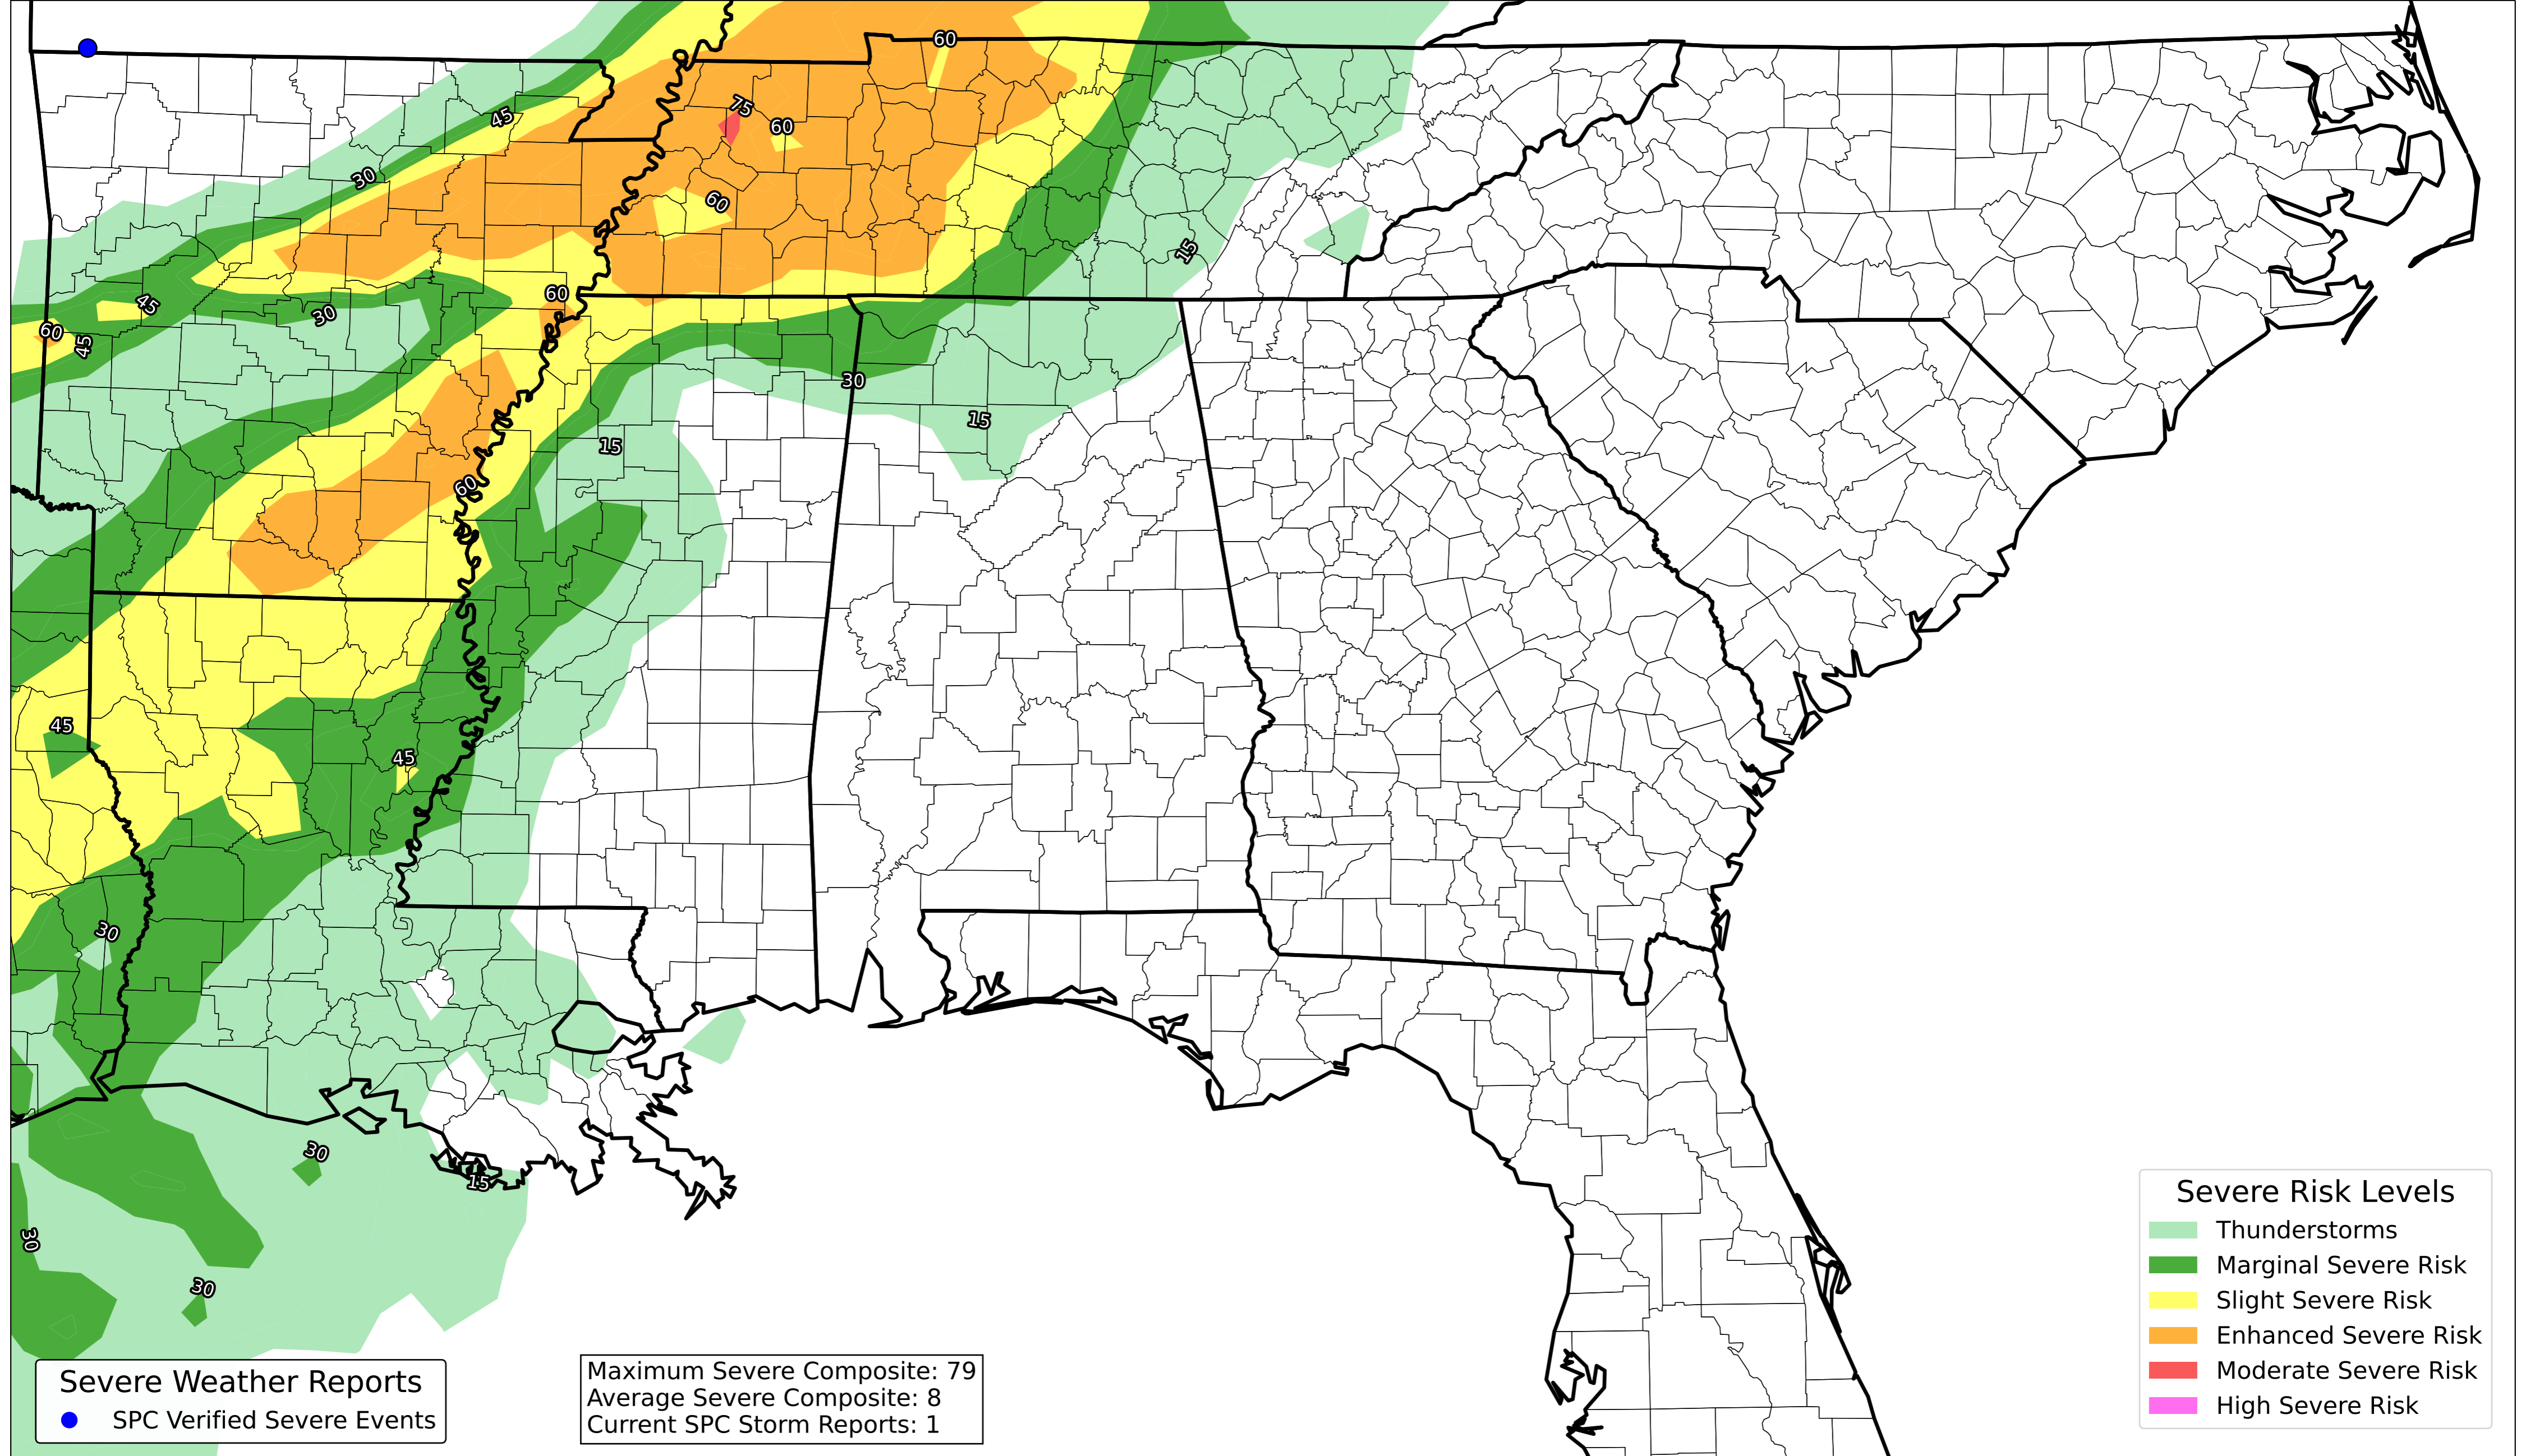 60
45
75
60
30
60
15
60
45
30
60
45
30
15
15
60
45
45
30
30
15
30
30
Severe Risk Levels
Thunderstorms
Marginal Severe Risk
Slight Severe Risk
Enhanced Severe Risk
Moderate Severe Risk
High Severe Risk
Severe Weather Reports
SPC Verified Severe Events
Maximum Severe Composite: 79
Average Severe Composite: 8
Current SPC Storm Reports: 1